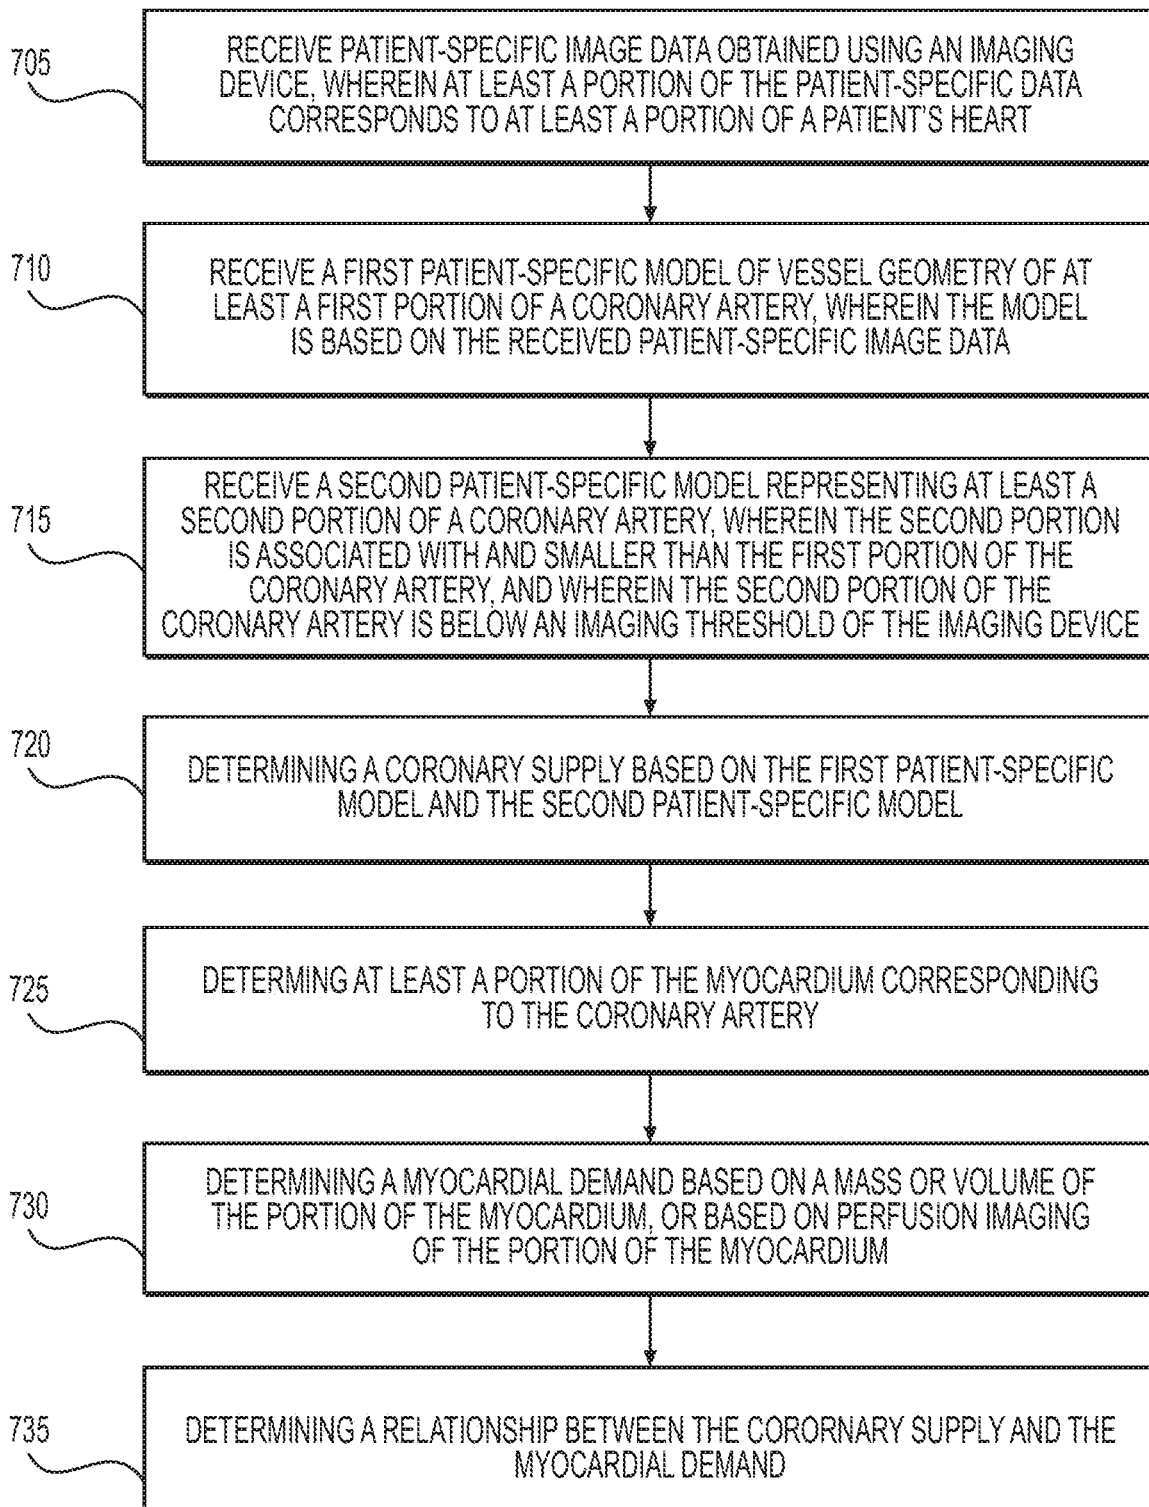 705
RECEIVE PATIENT-SPECIFIC IMAGE DATA OBTAINED USING AN IMAGING
DEVICE, WHEREIN AT LEAST A PORTION OF THE PATIENT-SPECIFIC DATA
CORRESPONDS TO AT LEAST A PORTION OF A PATIENT'S HEART
710
RECEIVE A FIRST PATIENT-SPECIFIC MODEL OF VESSEL GEOMETRY OF AT
LEAST A FIRST PORTION OF A CORONARY ARTERY, WHEREIN THE MODEL
IS BASED ON THE RECEIVED PATIENT-SPECIFIC IMAGE DATA
715
RECEIVE A SECOND PATIENT-SPECIFIC MODEL REPRESENTING AT LEAST A
SECOND PORTION OF A CORONARY ARTERY, WHEREIN THE SECOND PORTION
IS ASSOCIATED WITH AND SMALLER THAN THE FIRST PORTION OF THE
CORONARY ARTERY, AND WHEREIN THE SECOND PORTION OF THE
CORONARY ARTERY IS BELOW AN IMAGING THRESHOLD OF THE IMAGING DEVICE
720
DETERMINING A CORONARY SUPPLY BASED ON THE FIRST PATIENT-SPECIFIC
MODEL AND THE SECOND PATIENT-SPECIFIC MODEL
725
DETERMING AT LEAST A PORTION OF THE MYOCARDIUM CORRESPONDING
TO THE CORONARY ARTERY
730
DETERMINING A MYOCARDIAL DEMAND BASED ON A MASS OR VOLUME OF
THE PORTION OF THE MYOCARDIUM, OR BASED ON PERFUSION IMAGING
OF THE PORTION OF THE MYOCARDIUM
735
DETERMINING A RELATIONSHIP BETWEEN THE CORORNARY SUPPLY AND THE
MYOCARDIAL DEMAND